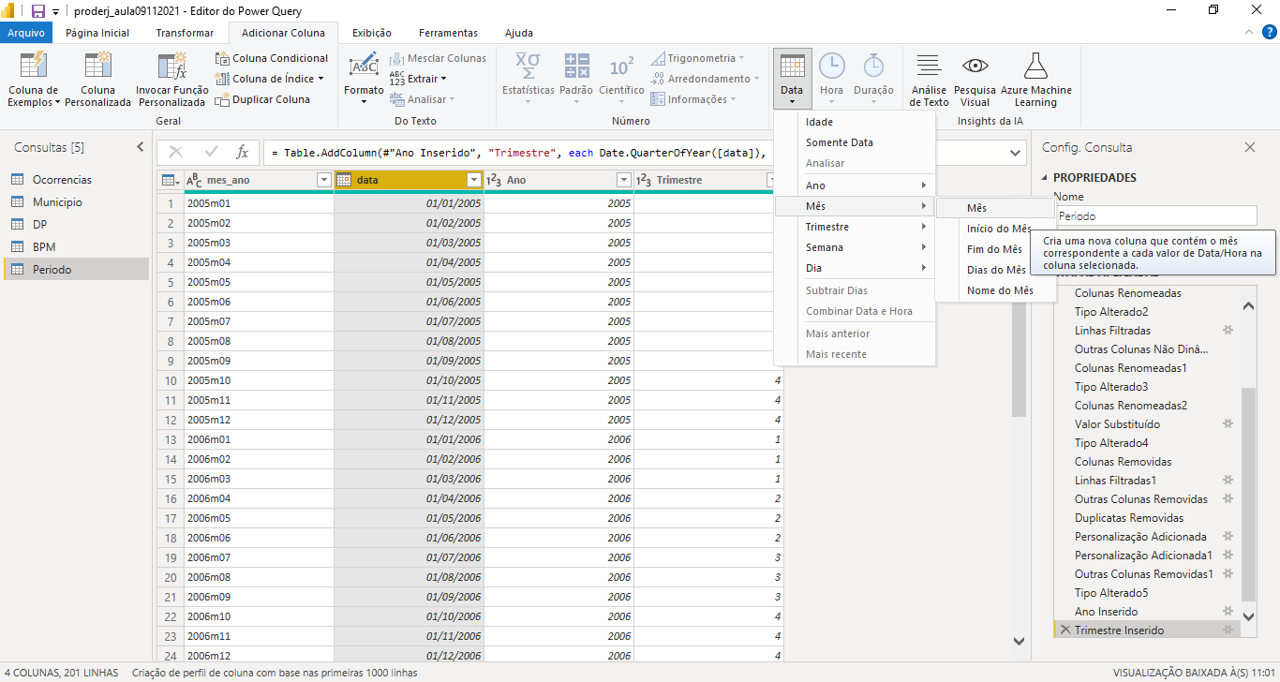 proderj_aula09112021 - Editor do Power Query
Arquivo
Página Inicial
Transformar
Adicionar Coluna
Exibição
Ferramentas
Ajuda
Coluna de
Exemplos
Coluna
Personalizada
Invocar Função
Personalizada
Coluna Condicional
Coluna de Índice
Duplicar Coluna
Geral
Formato
Mesclar Colunas
Extrair
Analisar
Do Texto
Estatísticas
Padrão
Científico
Trigonometria
Arredondamento
Informações
Número
Data
Hora
Duração
Análise
de Texto
Pesquisa
Visual
Azure Machine
Learning
Insights da IA
Consultas [5]
Ocorrencias
Municipio
DP
BPM
Periodo
= Table.AddColumn(#"Ano Inserido", "Trimestre", each Date.QuarterOfYear([data]),
mes_ano data Ano Trimestre
1 2005m01 01/01/2005 2005
2 2005m02 01/02/2005 2005
3 2005m03 01/03/2005 2005
4 2005m04 01/04/2005 2005
5 2005m05 01/05/2005 2005
6 2005m06 01/06/2005 2005
7 2005m07 01/07/2005 2005
8 2005m08 01/08/2005 2005
9 2005m09 01/09/2005 2005
10 2005m10 01/10/2005 2005 4
11 2005m11 01/11/2005 2005 4
12 2005m12 01/12/2005 2005 4
13 2006m01 01/01/2006 2006 1
14 2006m02 01/02/2006 2006 1
15 2006m03 01/03/2006 2006 1
16 2006m04 01/04/2006 2006 2
17 2006m05 01/05/2006 2006 2
18 2006m06 01/06/2006 2006 2
19 2006m07 01/07/2006 2006 3
20 2006m08 01/08/2006 2006 3
21 2006m09 01/09/2006 2006 3
22 2006m10 01/10/2006 2006 4
23 2006m11 01/11/2006 2006 4
24 2006m12 01/12/2006 2006 4
Idade
Somente Data
Analisar
Ano
Mês
Trimestre
Semana
Dia
Subtrair Dias
Combinar Data e Hora
Mais anterior
Mais recente
Mês
Início do Mês
Fim do Mês
Dias do Mês
Nome do Mês
Cria uma nova coluna que contém o mês
correspondente a cada valor de Data/Hora na
coluna selecionada.
Config. Consulta
PROPRIEDADES
Nome
Periodo
Colunas Renomeadas
Tipo Alterado2
Linhas Filtradas
Outras Colunas Não Dinâ...
Colunas Renomeadas1
Tipo Alterado3
Colunas Renomeadas2
Valor Substituído
Tipo Alterado4
Colunas Removidas
Linhas Filtradas1
Outras Colunas Removidas
Duplicatas Removidas
Personalização Adicionada
Personalização Adicionada1
Outras Colunas Removidas1
Tipo Alterado5
Ano Inserido
Trimestre Inserido
4 COLUNAS, 201 LINHAS
Criação de perfil de coluna com base nas primeiras 1000 linhas
VISUALIZAÇÃO BAIXADA À(S) 11:01